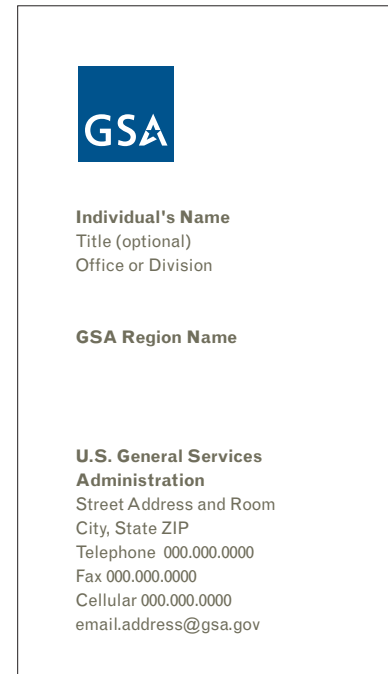 GSA
Individual's Name
Title (optional)
Office or Division
GSA Region Name
U.S. General Services
Administration
Street Address and Room
City, State ZIP
Telephone 000.000.0000
Fax 000.000.0000
Cellular 000.000.0000
email.address@gsa.gov